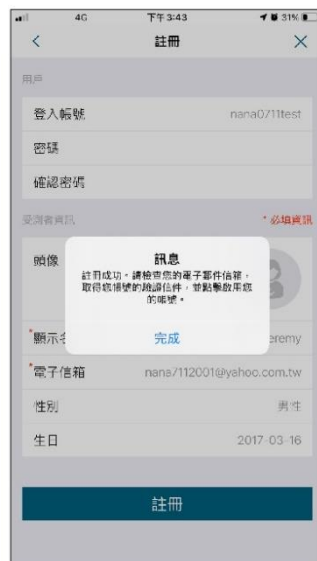 4G 下午3:43 31%
註冊
用戶
登入帳號 nana0711test
密碼
確認密碼
受測者資訊 *必填資訊
頭像
訊息
註冊成功。請檢查您的電子郵件信箱，
取得您帳號的驗證信件，並點擊啟用您
的帳號。
完成
*顯示名 eremy
*電子信箱 nana7112001@yahoo.com.tw
性別 男性
生日 2017-03-16
註冊